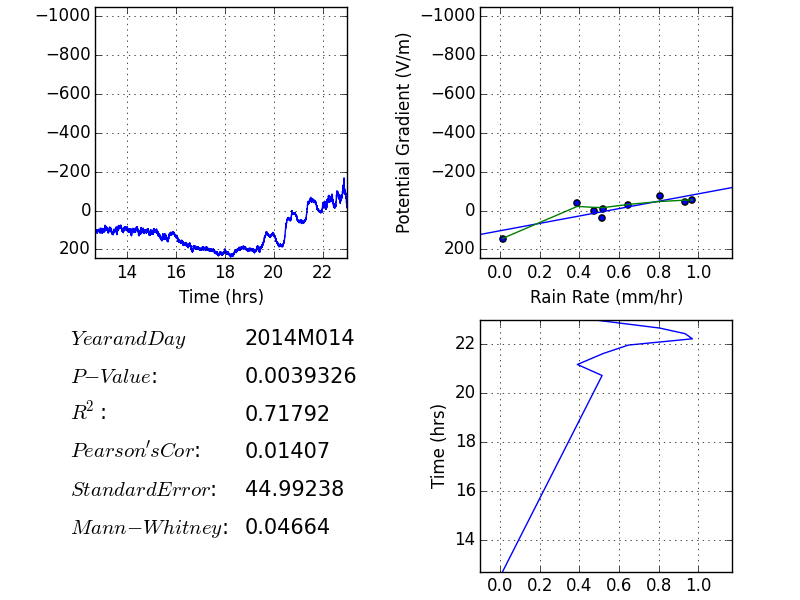 −1000
−800
−600
−400
−200
0
200
14 16 18 20 22
Time (hrs)
Potential Gradient (V/m)
−1000
−800
−600
−400
−200
0
200
0.0 0.2 0.4 0.6 0.8 1.0
Rain Rate (mm/hr)
YearandDay 2014M014
P−Value: 0.0039326
R²: 0.71792
Pearson'sCor: 0.01407
StandardError: 44.99238
Mann−Whitney: 0.04664
Time (hrs)
22
20
18
16
14
0.0 0.2 0.4 0.6 0.8 1.0